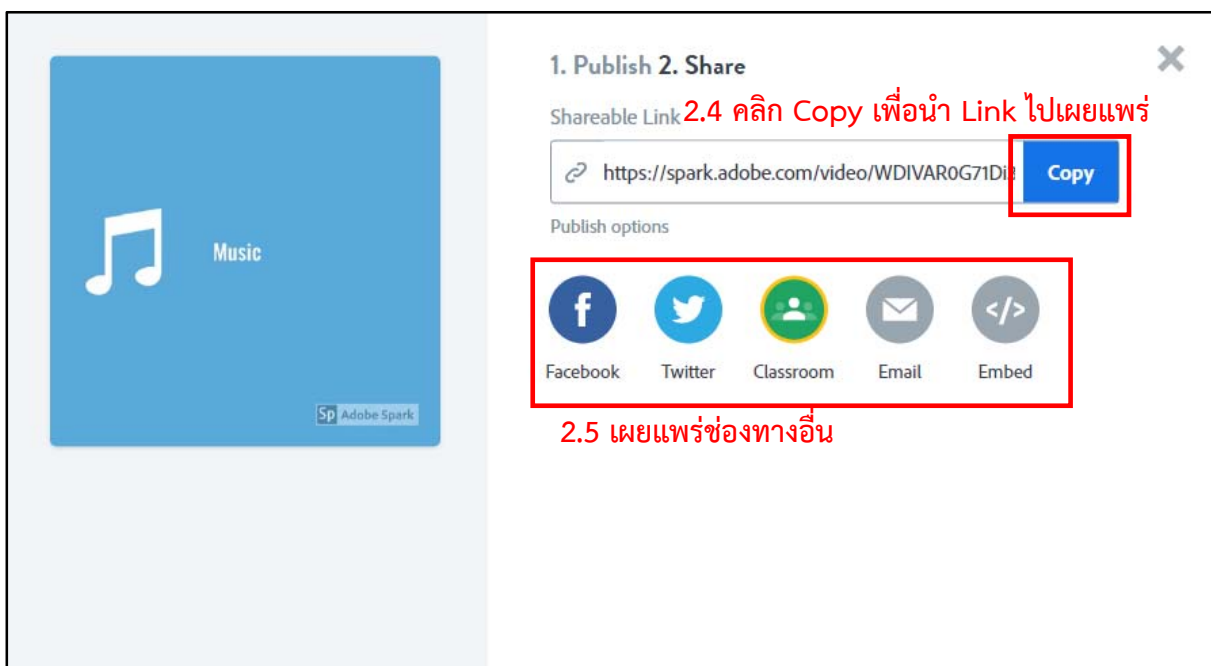 1. Publish 2. Share
Shareable Link 2.4 คลิก Copy เพื่อนำ Link ไปเผยแพร่
https://spark.adobe.com/video/WDIVAR0G71Di
Copy
Publish options
Music
Facebook Twitter Classroom Email Embed
Sp Adobe Spark
2.5 เผยแพร่ช่องทางอื่น